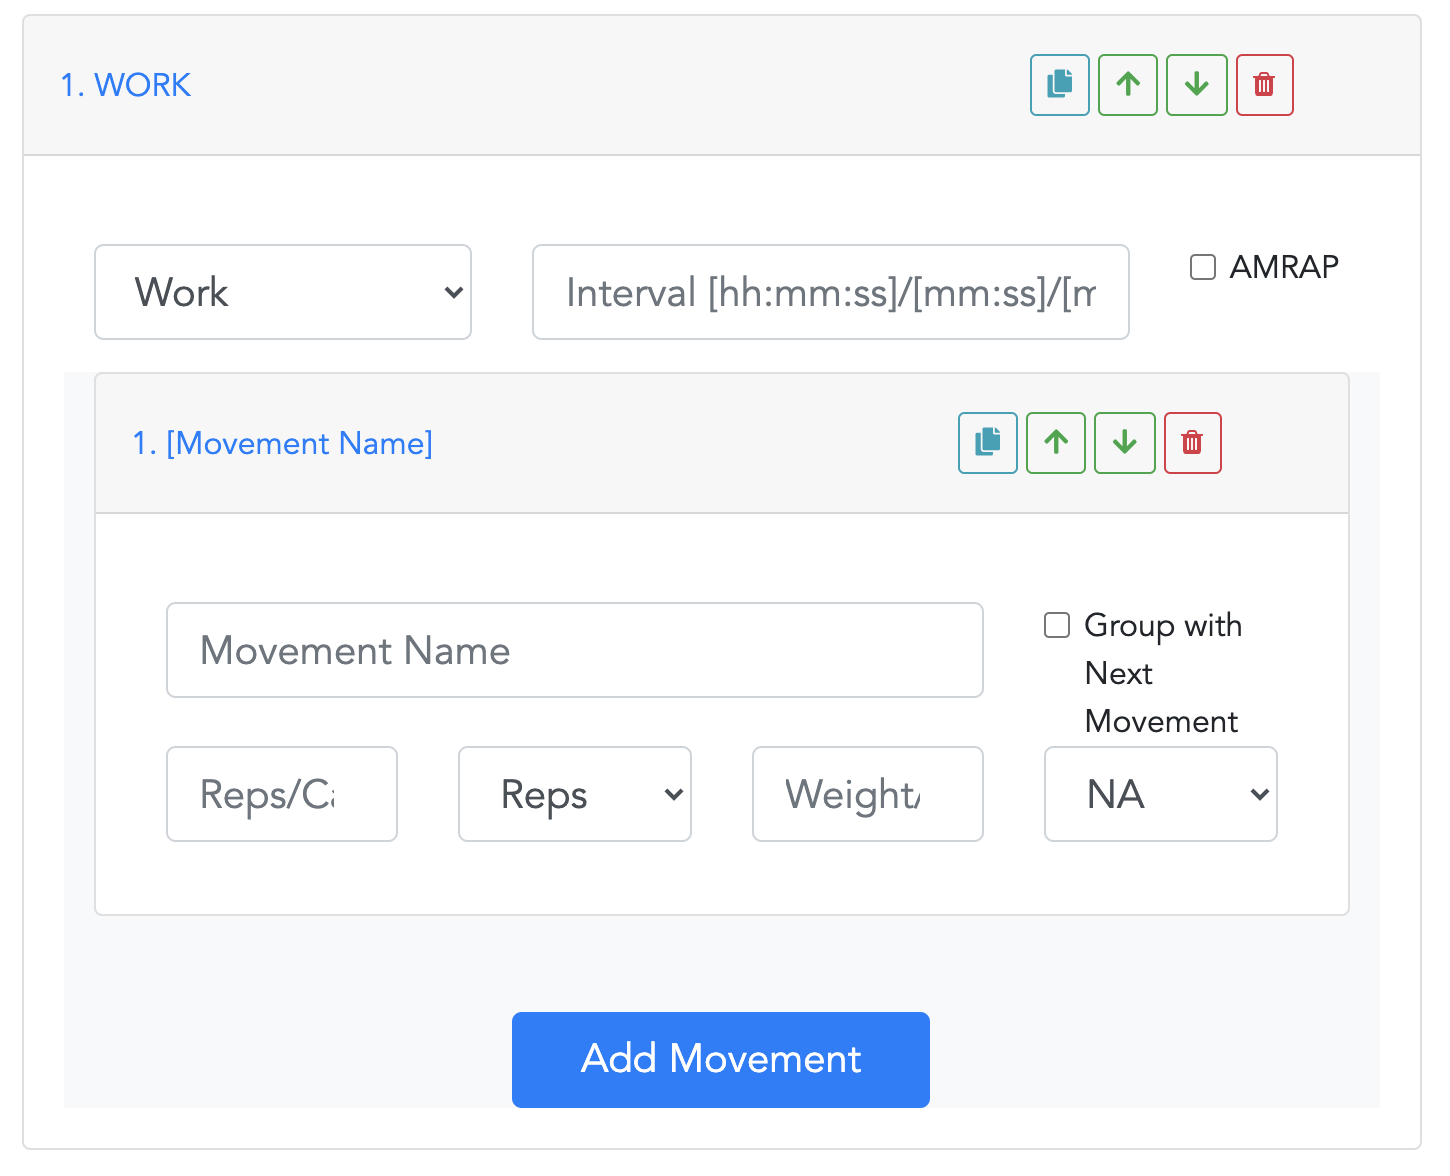 1. WORK
Work
Interval [hh:mm:ss]/[mm:ss]/[m
AMRAP
1. [Movement Name]
Movement Name
Group with
Next
Movement
Reps/Ca
Reps
Weight/
NA
Add Movement